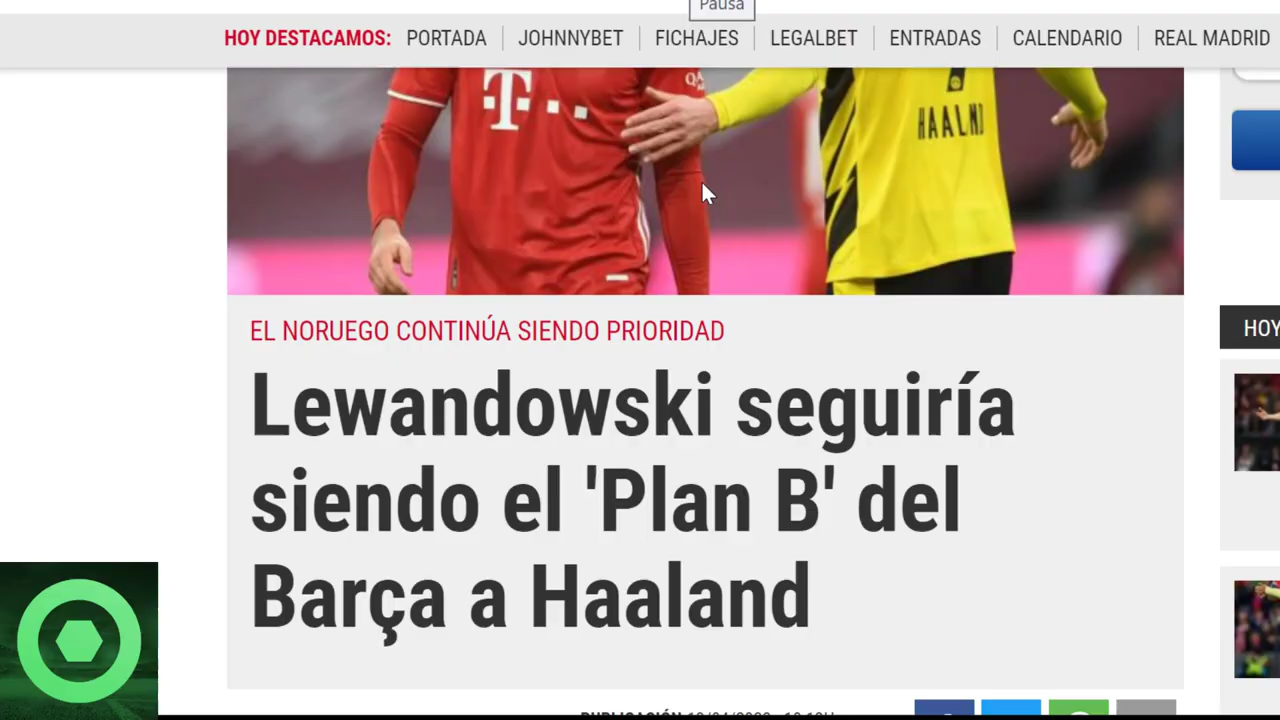 Pausa
HOY DESTACAMOS: PORTADA JOHNNYBET FICHAJES LEGALBET ENTRADAS CALENDARIO REAL MADRID
T
HAALAND
EL NORUEGO CONTINÚA SIENDO PRIORIDAD
HOY
Lewandowski seguiría
siendo el 'Plan B' del
Barça a Haaland
PUBLICACIÓN